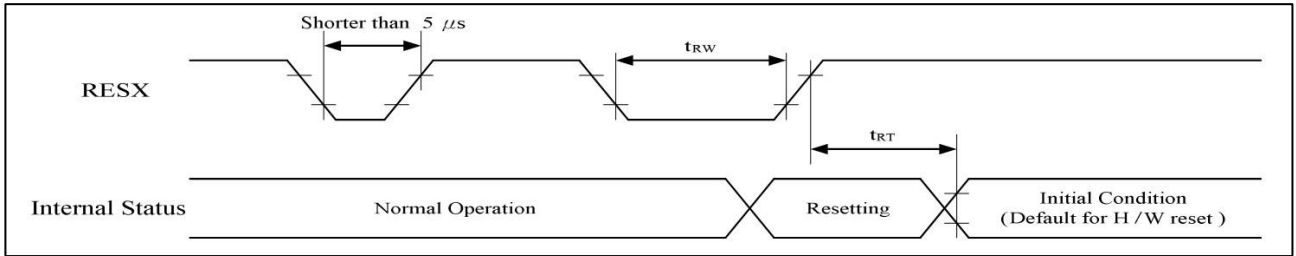 Shorter than 5 μs
tRW
RESX
tRT
Internal Status
Normal Operation
Resetting
Initial Condition
(Default for H/W reset )